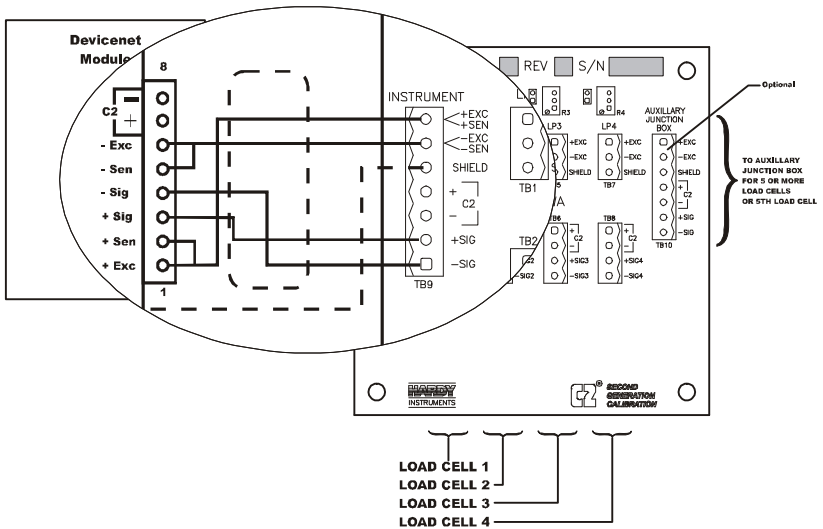 Devicenet
Module
8
C2
–
+
- Exc
- Sen
- Sig
+ Sig
+ Sen
+ Exc
1
INSTRUMENT
+EXC
+SEN
-EXC
-SEN
SHIELD
+
C2
-
+SIG
-SIG
TB9
REV
S/N
R3
R4
TB1
LP3
+EXC
-EXC
SHIELD
LP4
+EXC
-EXC
SHIELD
TB7
TB2
TB6
+
C2
-
+SIG3
-SIG3
-SIG2
TB8
+
C2
-
+SIG4
-SIG4
AUXILLARY
JUNCTION
BOX
+EXC
-EXC
SHIELD
+
C2
-
+SIG
-SIG
TB10
Optional
TO AUXILLARY
JUNCTION BOX
FOR 5 OR MORE
LOAD CELLS
OR 5TH LOAD CELL
HARDY
INSTRUMENTS
C2®
SECOND
GENERATION
CALIBRATION
LOAD CELL 1
LOAD CELL 2
LOAD CELL 3
LOAD CELL 4